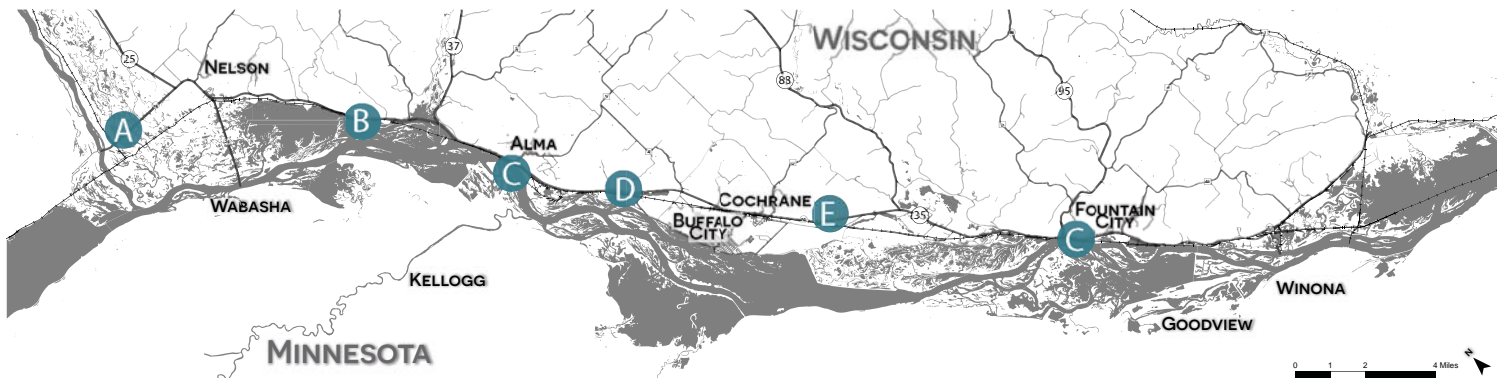 WISCONSIN
37
25
NELSON
88
95
A
B
ALMA
C
D
COCHRANE
E
WABASHA
BUFFALO
CITY
35
FOUNTAIN
CITY
C
KELLOGG
WINONA
GOODVIEW
MINNESOTA
N
0 1 2 4 Miles